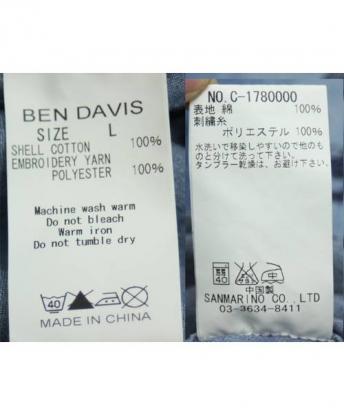 BEN DAVIS
SIZE L
SHELL COTTON 100%
EMBROIDERY YARN
POLYESTER 100%
Machine wash warm
Do not bleach
Warm iron
Do not tumble dry
40
MADE IN CHINA
NO.C-1780000
表地 綿 100%
刺繍糸
ポリエステル 100%
水洗いで移染しやすいので他のも
のと分けて洗って下さい。
タンブラー乾燥は、お避け下さい。
弱
40
中
中国製
SANMARINO CO.,LTD
03-3634-8411